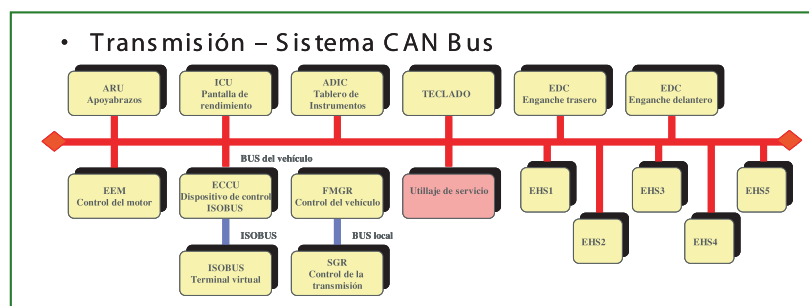 • Transmisión – Sistema CAN Bus
ARU
Apoyabrazos
ICU
Pantalla de
rendimiento
ADIC
Tablero de
Instrumentos
TECLADO
EDC
Enganche trasero
EDC
Enganche delantero
BUS del vehículo
EEM
Control del motor
ECCU
Dispositivo de control
ISOBUS
FMGR
Control del vehículo
Utillaje de servicio
EHS1
EHS2
EHS3
EHS4
EHS5
ISOBUS
BUS local
ISOBUS
Terminal virtual
SGR
Control de la
transmisión